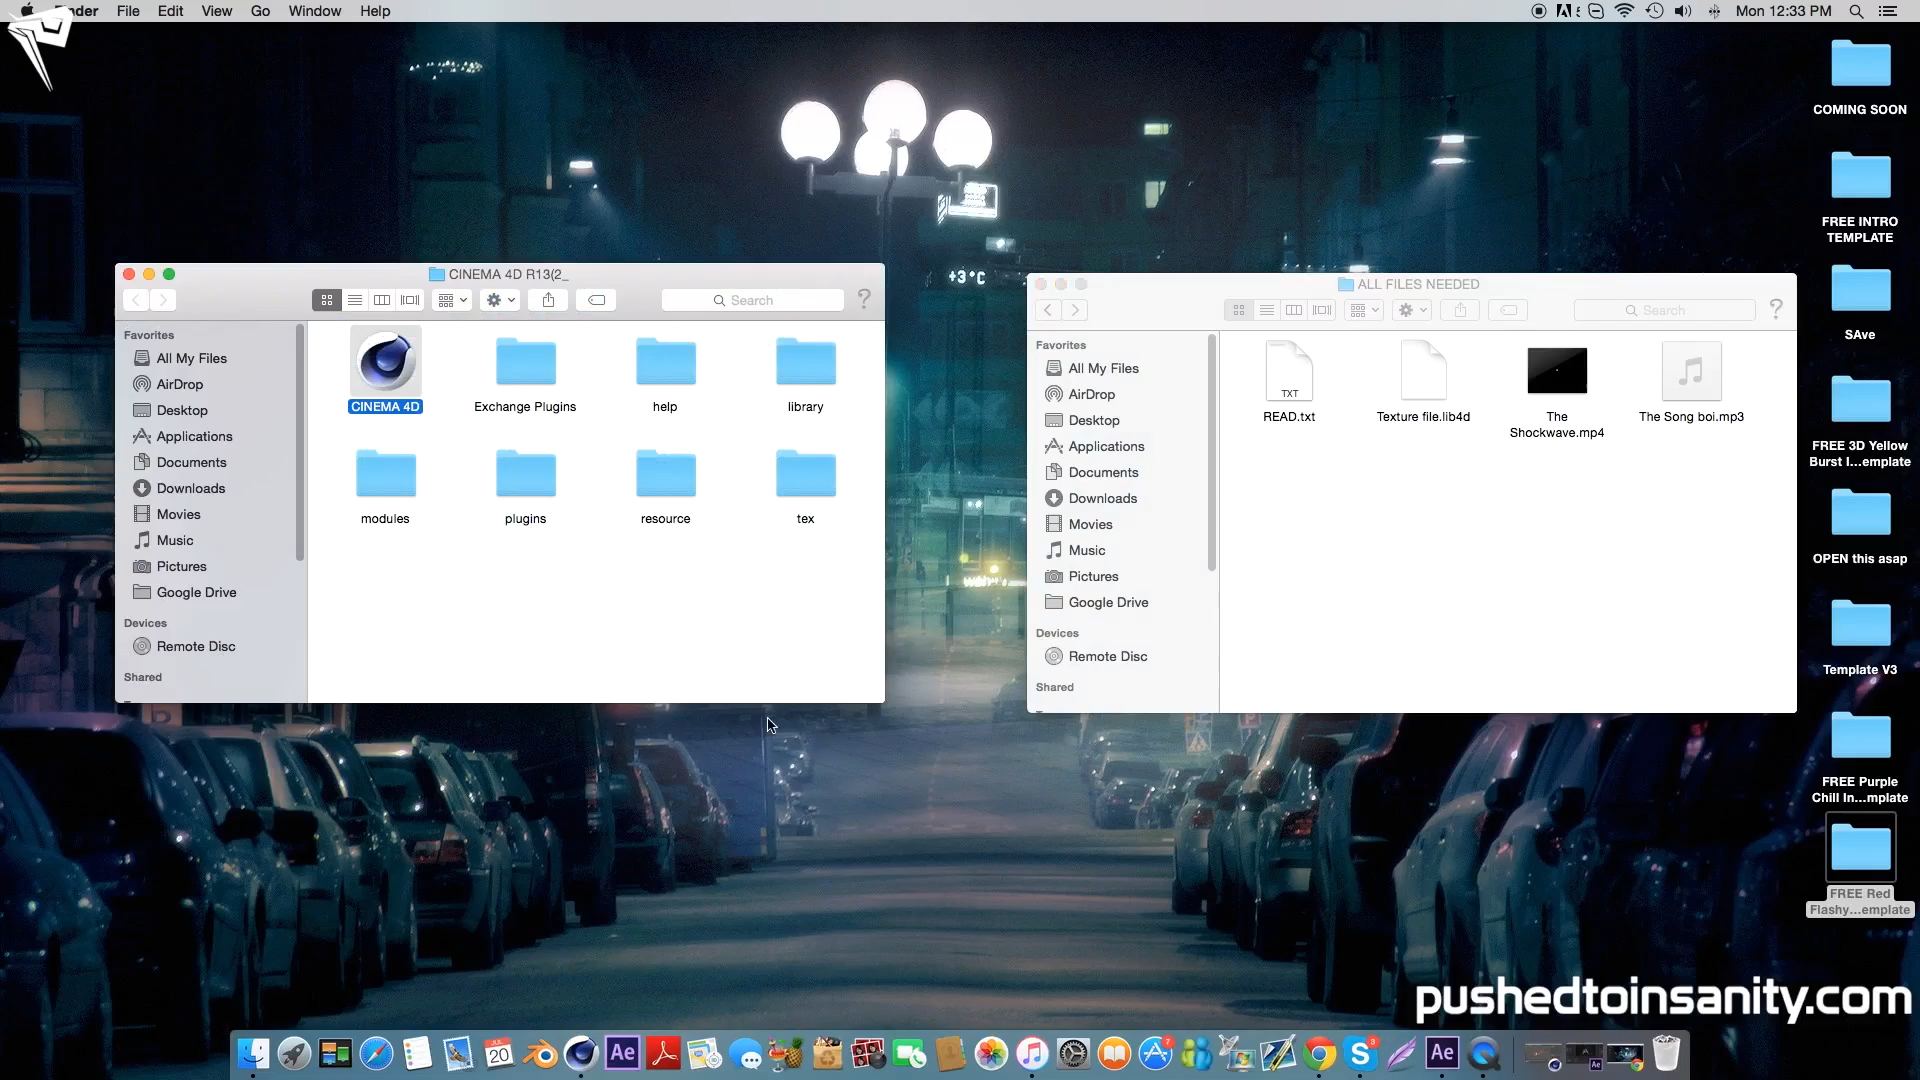 Finder File Edit View Go Window Help
Mon 12:33 PM
CINEMA 4D R13(2_
Search
?
Favorites
All My Files
AirDrop
Desktop
Applications
Documents
Downloads
Movies
Music
Pictures
Google Drive
Devices
Remote Disc
Shared
CINEMA 4D
Exchange Plugins
help
library
modules
plugins
resource
tex
+3°C
ALL FILES NEEDED
Search
?
Favorites
All My Files
AirDrop
Desktop
Applications
Documents
Downloads
Movies
Music
Pictures
Google Drive
Devices
Remote Disc
Shared
TXT
READ.txt
Texture file.lib4d
The
Shockwave.mp4
The Song boi.mp3
COMING SOON
FREE INTRO
TEMPLATE
SAve
FREE 3D Yellow
Burst I...emplate
OPEN this asap
Template V3
FREE Purple
Chill In...mplate
FREE Red
Flashy...emplate
pushedtoinsanity.com
JUL
20
Ae
7
S
3
Ae